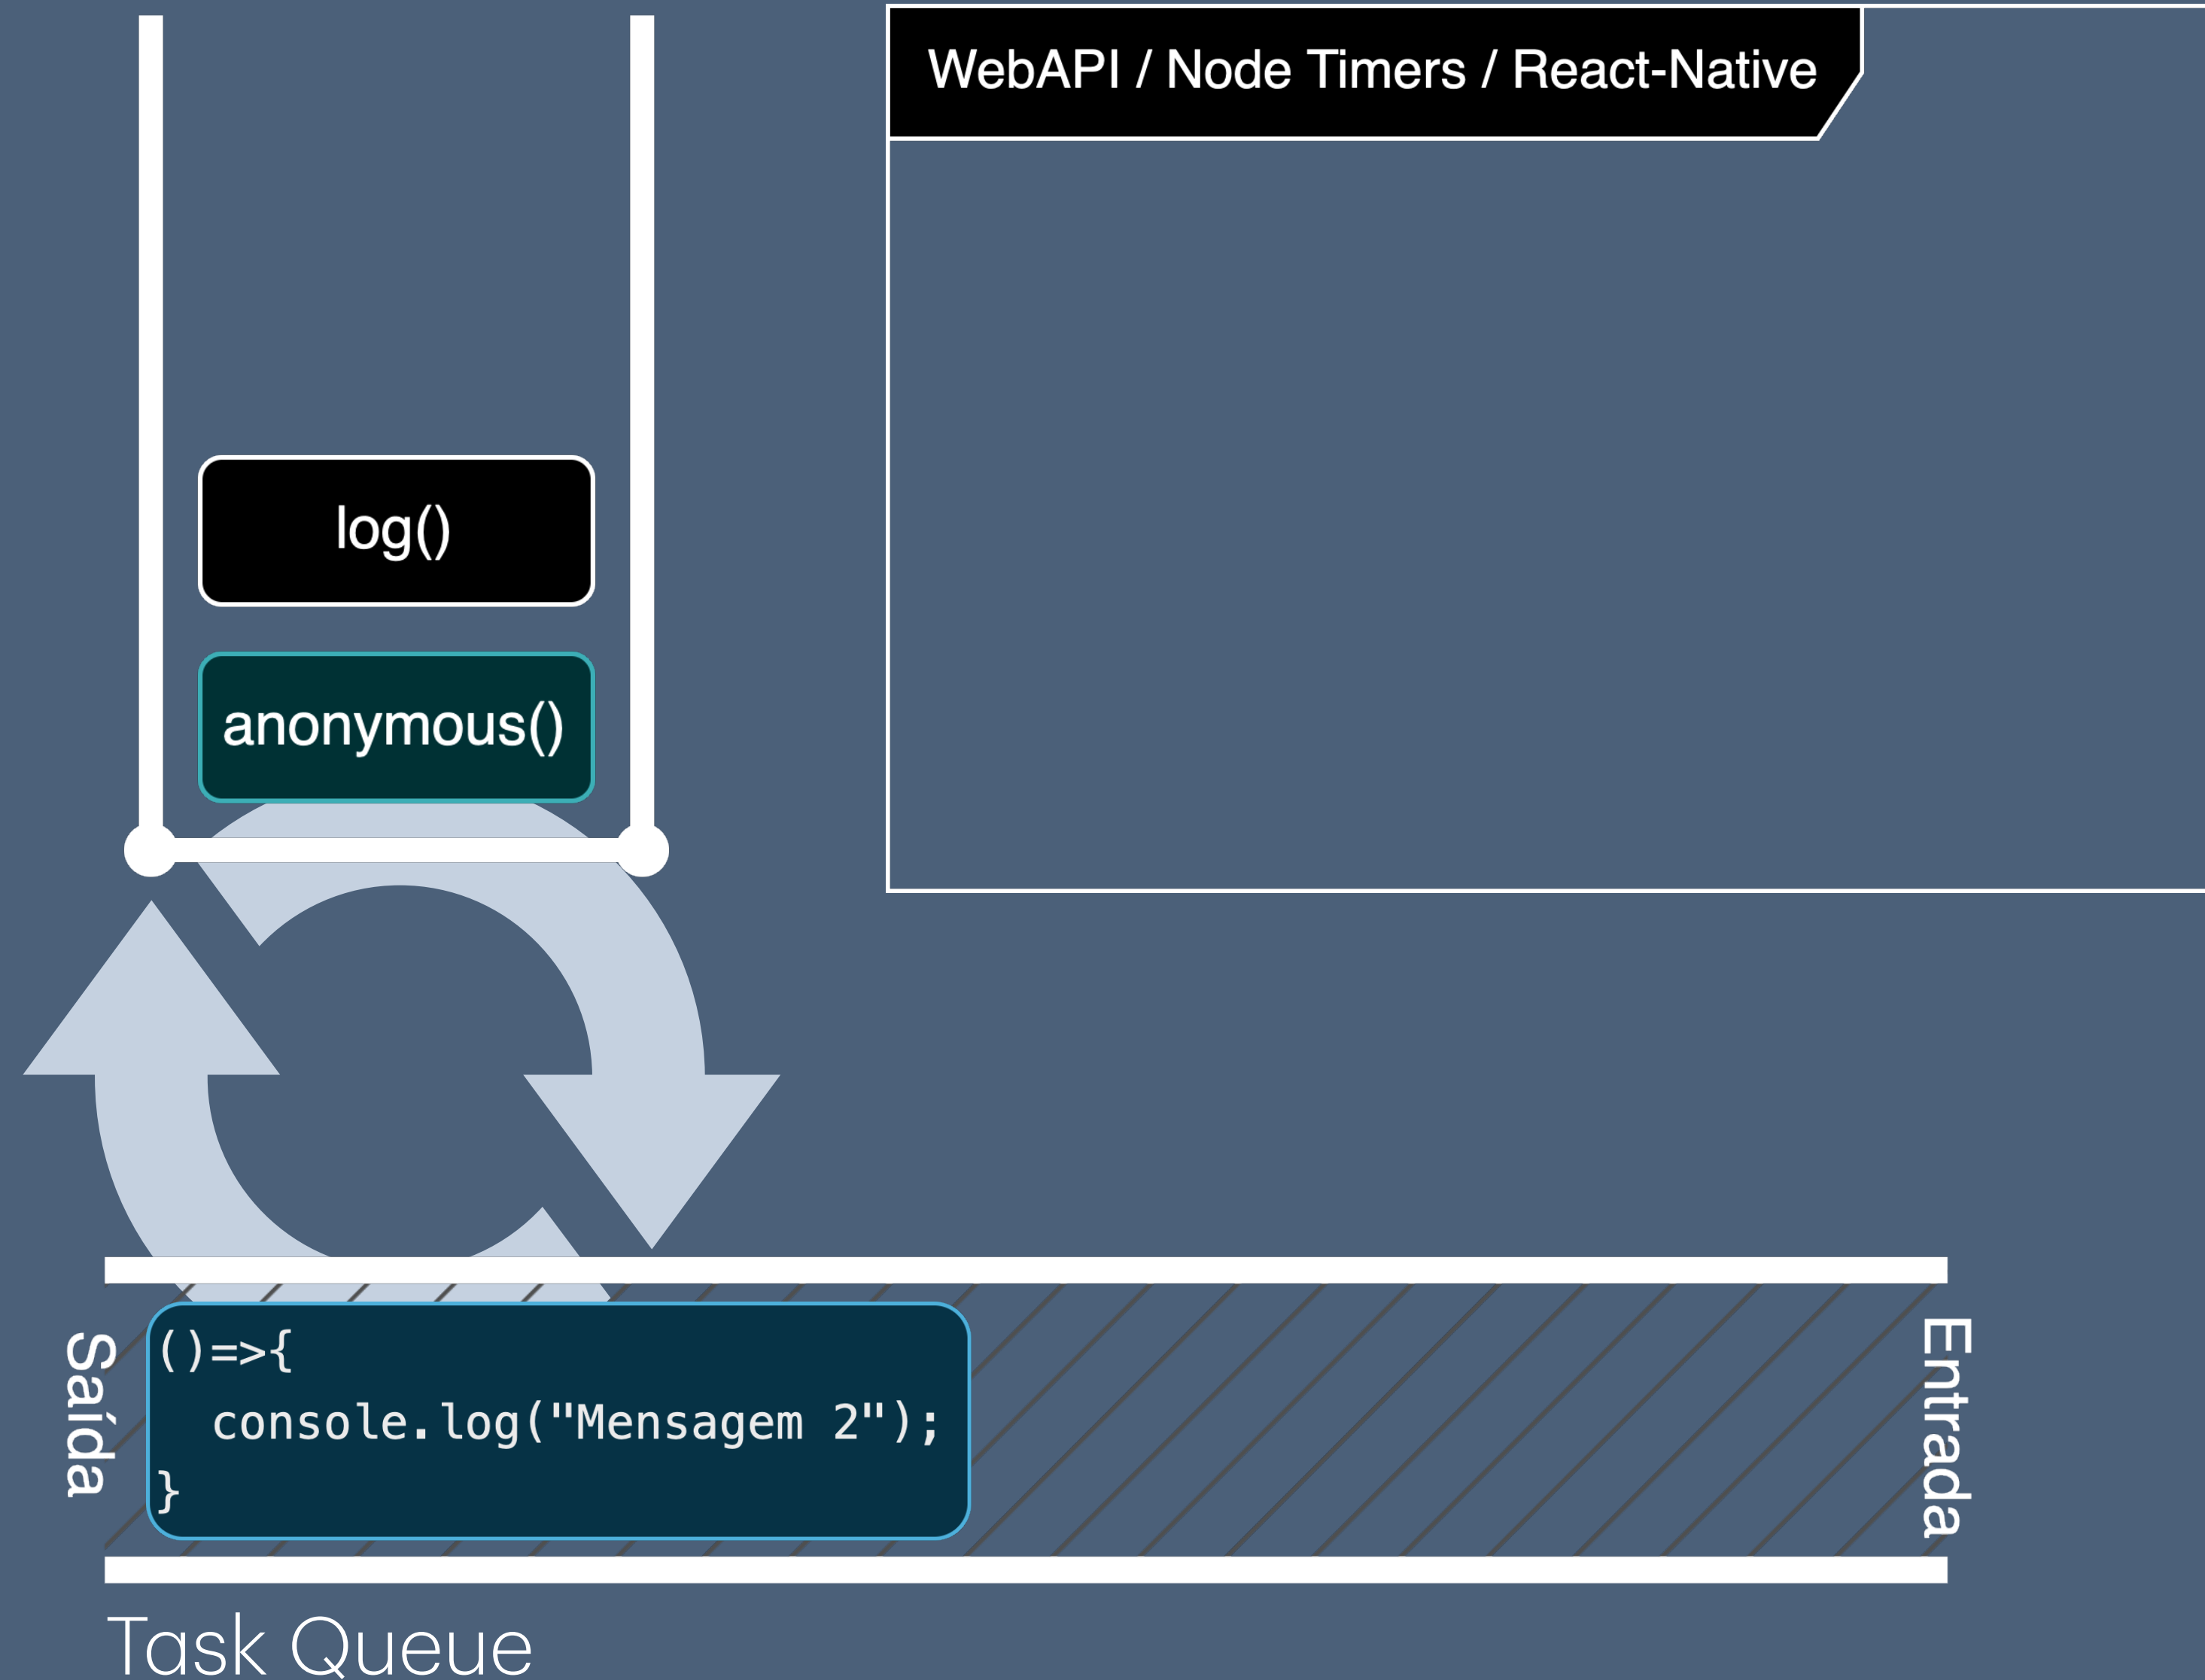 WebAPI / Node Timers / React-Native
log()
anonymous()
Saída
()=>{
console.log("Mensagem 2");
}
Entrada
Task Queue